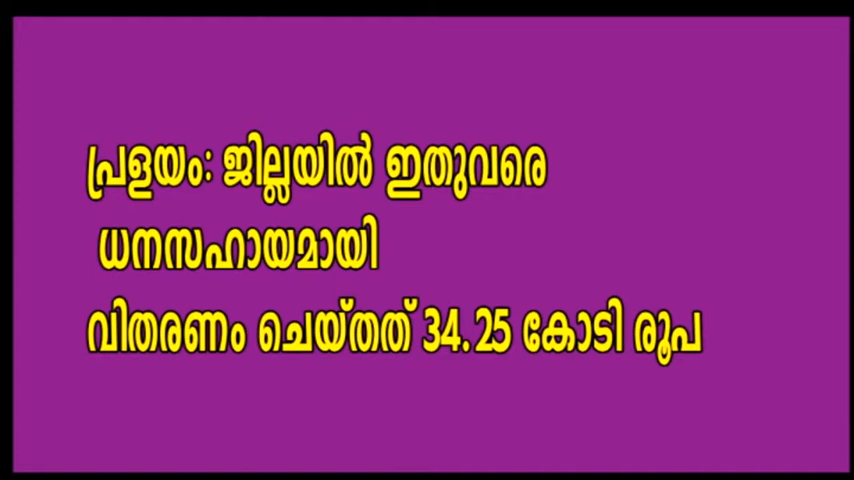 പ്രളയം: ജില്ലയിൽ ഇതുവരെ
ധനസഹായമായി
വിതരണം ചെയ്തത് 34.25 കോടി രൂപ